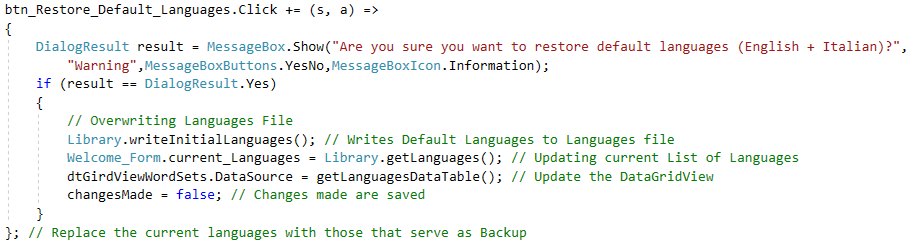 btn_Restore_Default_Languages.Click += (s, a) =>
{
    DialogResult result = MessageBox.Show("Are you sure you want to restore default languages (English + Italian)?",
        "Warning",MessageBoxButtons.YesNo,MessageBoxIcon.Information);
    if (result == DialogResult.Yes)
    {
        // Overwriting Languages File
        Library.writeInitialLanguages(); // Writes Default Languages to Languages file
        Welcome_Form.current_Languages = Library.getLanguages(); // Updating current List of Languages
        dtGirdViewWordSets.DataSource = getLanguagesDataTable(); // Update the DataGridView
        changesMade = false; // Changes made are saved
    }
}; // Replace the current languages with those that serve as Backup